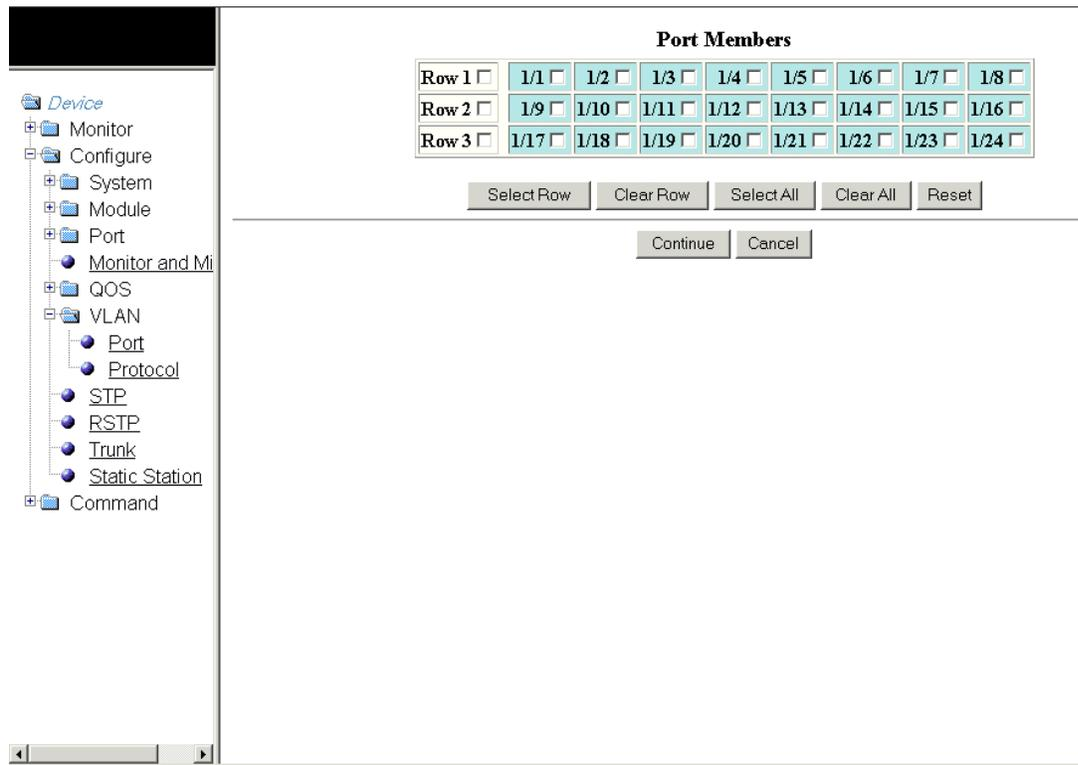 Device
Monitor
Configure
System
Module
Port
Monitor and Mi
QOS
VLAN
Port
Protocol
STP
RSTP
Trunk
Static Station
Command
Port Members
Row 1 1/1 1/2 1/3 1/4 1/5 1/6 1/7 1/8
Row 2 1/9 1/10 1/11 1/12 1/13 1/14 1/15 1/16
Row 3 1/17 1/18 1/19 1/20 1/21 1/22 1/23 1/24
Select Row Clear Row Select All Clear All Reset
Continue Cancel